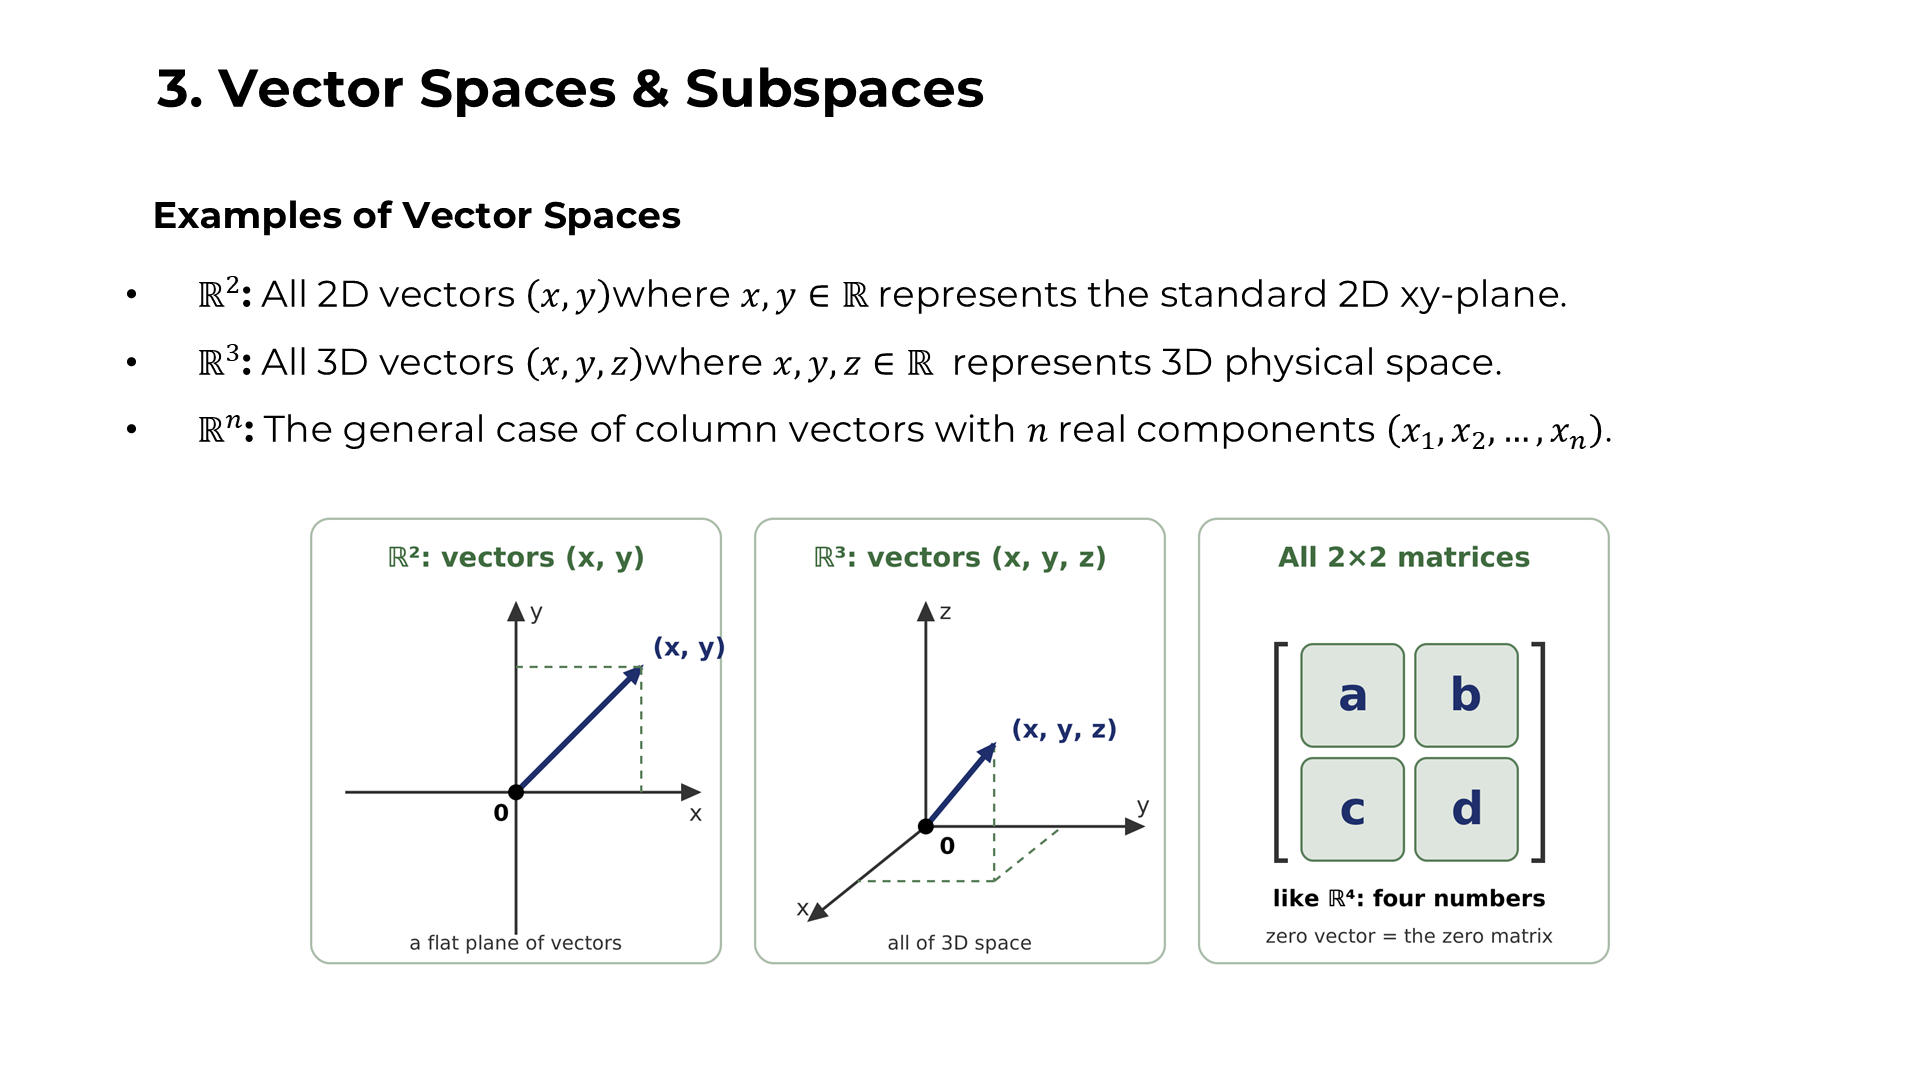 3. Vector Spaces & Subspaces
Examples of Vector Spaces
• ℝ²: All 2D vectors (x, y)where x, y ∈ ℝ represents the standard 2D xy-plane.
• ℝ³: All 3D vectors (x, y, z)where x, y, z ∈ ℝ represents 3D physical space.
• ℝⁿ: The general case of column vectors with n real components (x₁, x₂, … , xₙ).
ℝ²: vectors (x, y)
y
(x, y)
0
x
a flat plane of vectors
ℝ³: vectors (x, y, z)
z
(x, y, z)
y
0
x
all of 3D space
All 2×2 matrices
a b
c d
like ℝ⁴: four numbers
zero vector = the zero matrix